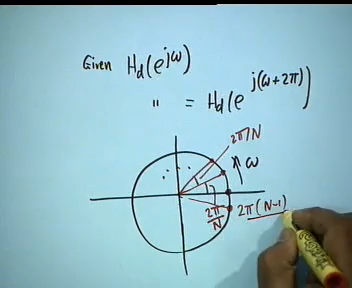 Given Hd(e^jω)
" = Hd(e^j(ω+2π))
2π/N
ω
2π/N
2π(N-1)